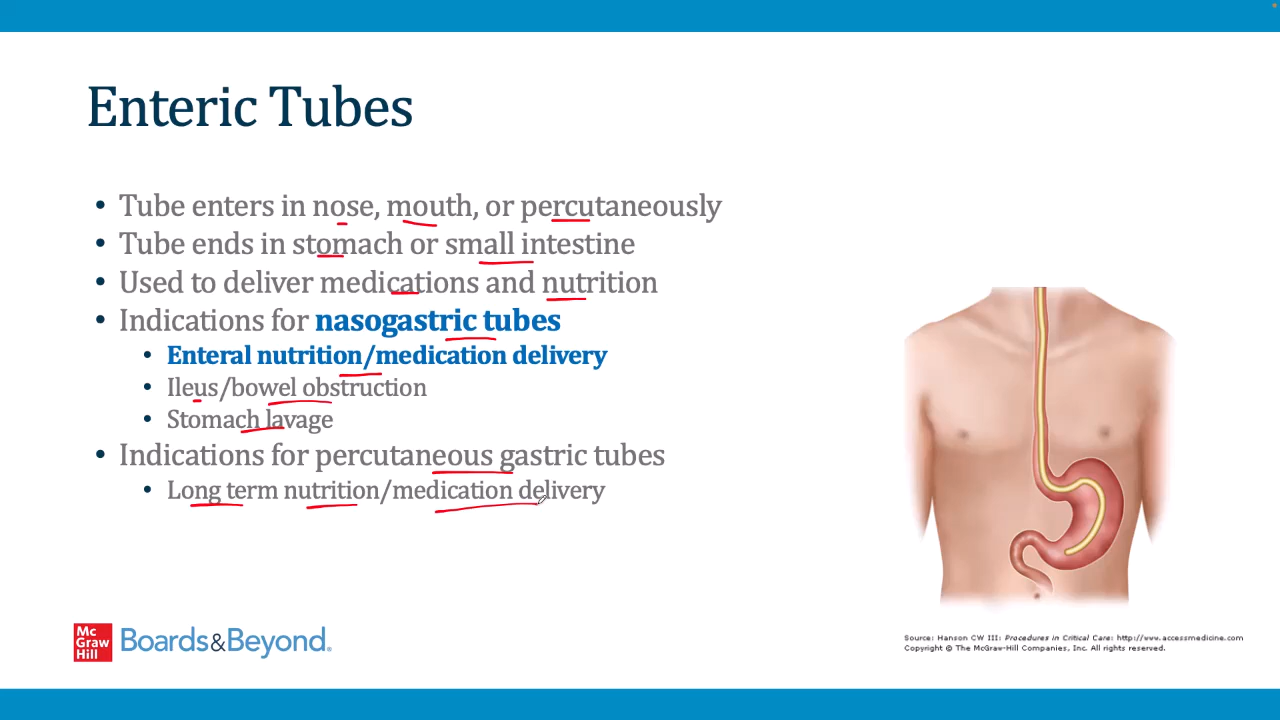 Enteric Tubes
• Tube enters in nose, mouth, or percutaneously
• Tube ends in stomach or small intestine
• Used to deliver medications and nutrition
• Indications for nasogastric tubes
• Enteral nutrition/medication delivery
• Ileus/bowel obstruction
• Stomach lavage
• Indications for percutaneous gastric tubes
• Long term nutrition/medication delivery
Mc
Graw
Hill
Boards&Beyond®
Source: Hanson CW III: Procedures in Critical Care: http://www.accessmedicine.com
Copyright © The McGraw-Hill Companies, Inc. All rights reserved.